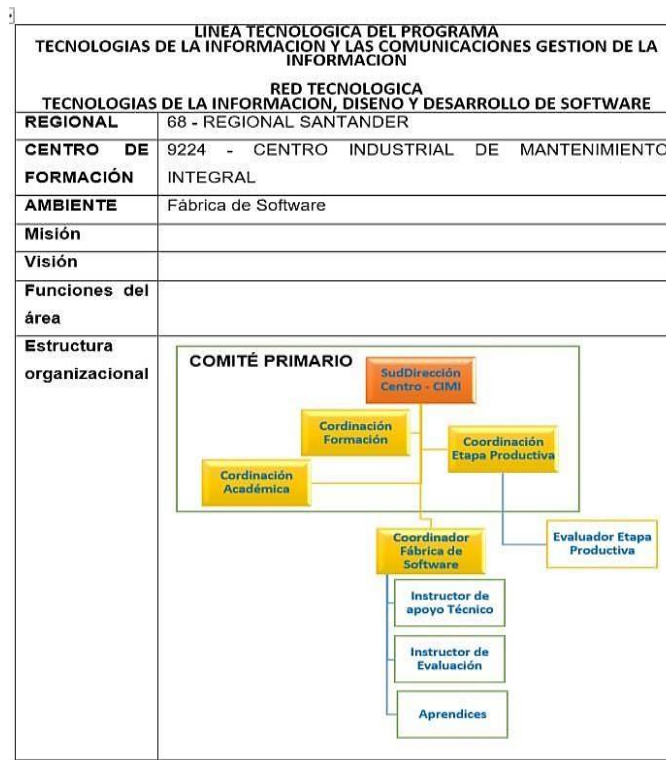 LINEA TECNOLOGICA DEL PROGRAMA
TECNOLOGIAS DE LA INFORMACION Y LAS COMUNICACIONES GESTION DE LA
INFORMACION
RED TECNOLOGICA
TECNOLOGIAS DE LA INFORMACION, DISENO Y DESARROLLO DE SOFTWARE
REGIONAL
68 - REGIONAL SANTANDER
CENTRO DE
FORMACIÓN
9224 - CENTRO INDUSTRIAL DE MANTENIMIENTO
INTEGRAL
AMBIENTE
Fábrica de Software
Misión
Visión
Funciones del
área
Estructura
organizacional
COMITÉ PRIMARIO
SudDirección
Centro - CIMI
Cordinación
Formación
Coordinación
Etapa Productiva
Cordinación
Académica
Coordinador
Fábrica de
Software
Evaluador Etapa
Productiva
Instructor de
apoyo Técnico
Instructor de
Evaluación
Aprendices